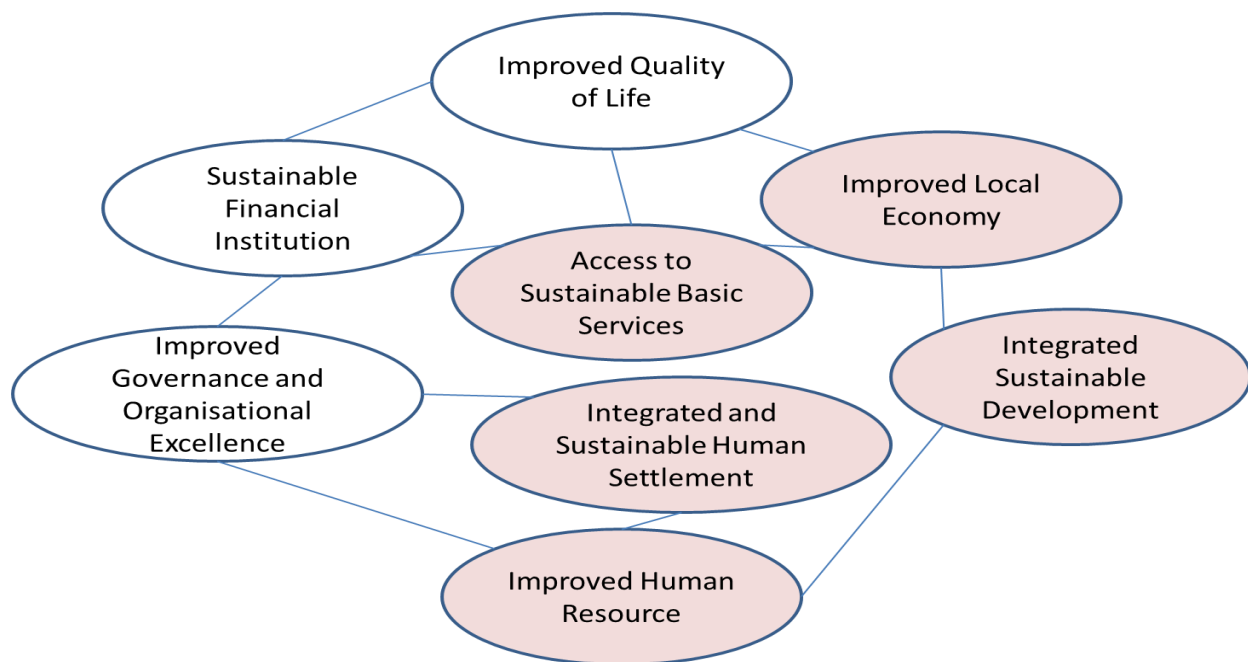 Improved Quality
of Life
Sustainable
Financial
Institution
Improved Local
Economy
Access to
Sustainable Basic
Services
Improved
Governance and
Organisational
Excellence
Integrated
Sustainable
Development
Integrated and
Sustainable Human
Settlement
Improved Human
Resource